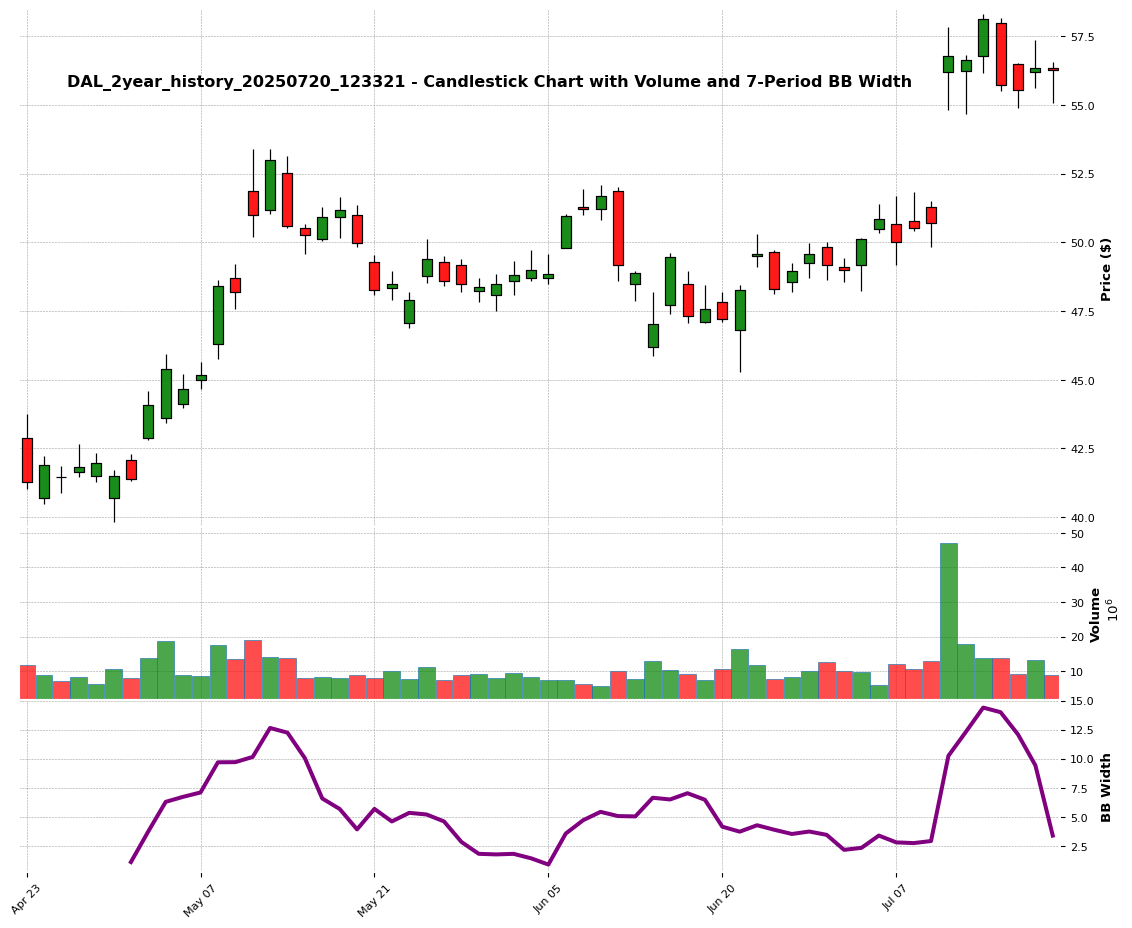 DAL_2year_history_20250720_123321 - Candlestick Chart with Volume and 7-Period BB Width
57.5
55.0
52.5
50.0
47.5
45.0
42.5
40.0
Price ($)
50
40
30
20
10
Volume
10^6
15.0
12.5
10.0
7.5
5.0
2.5
BB Width
Apr 23
May 07
May 21
Jun 05
Jun 20
Jul 07